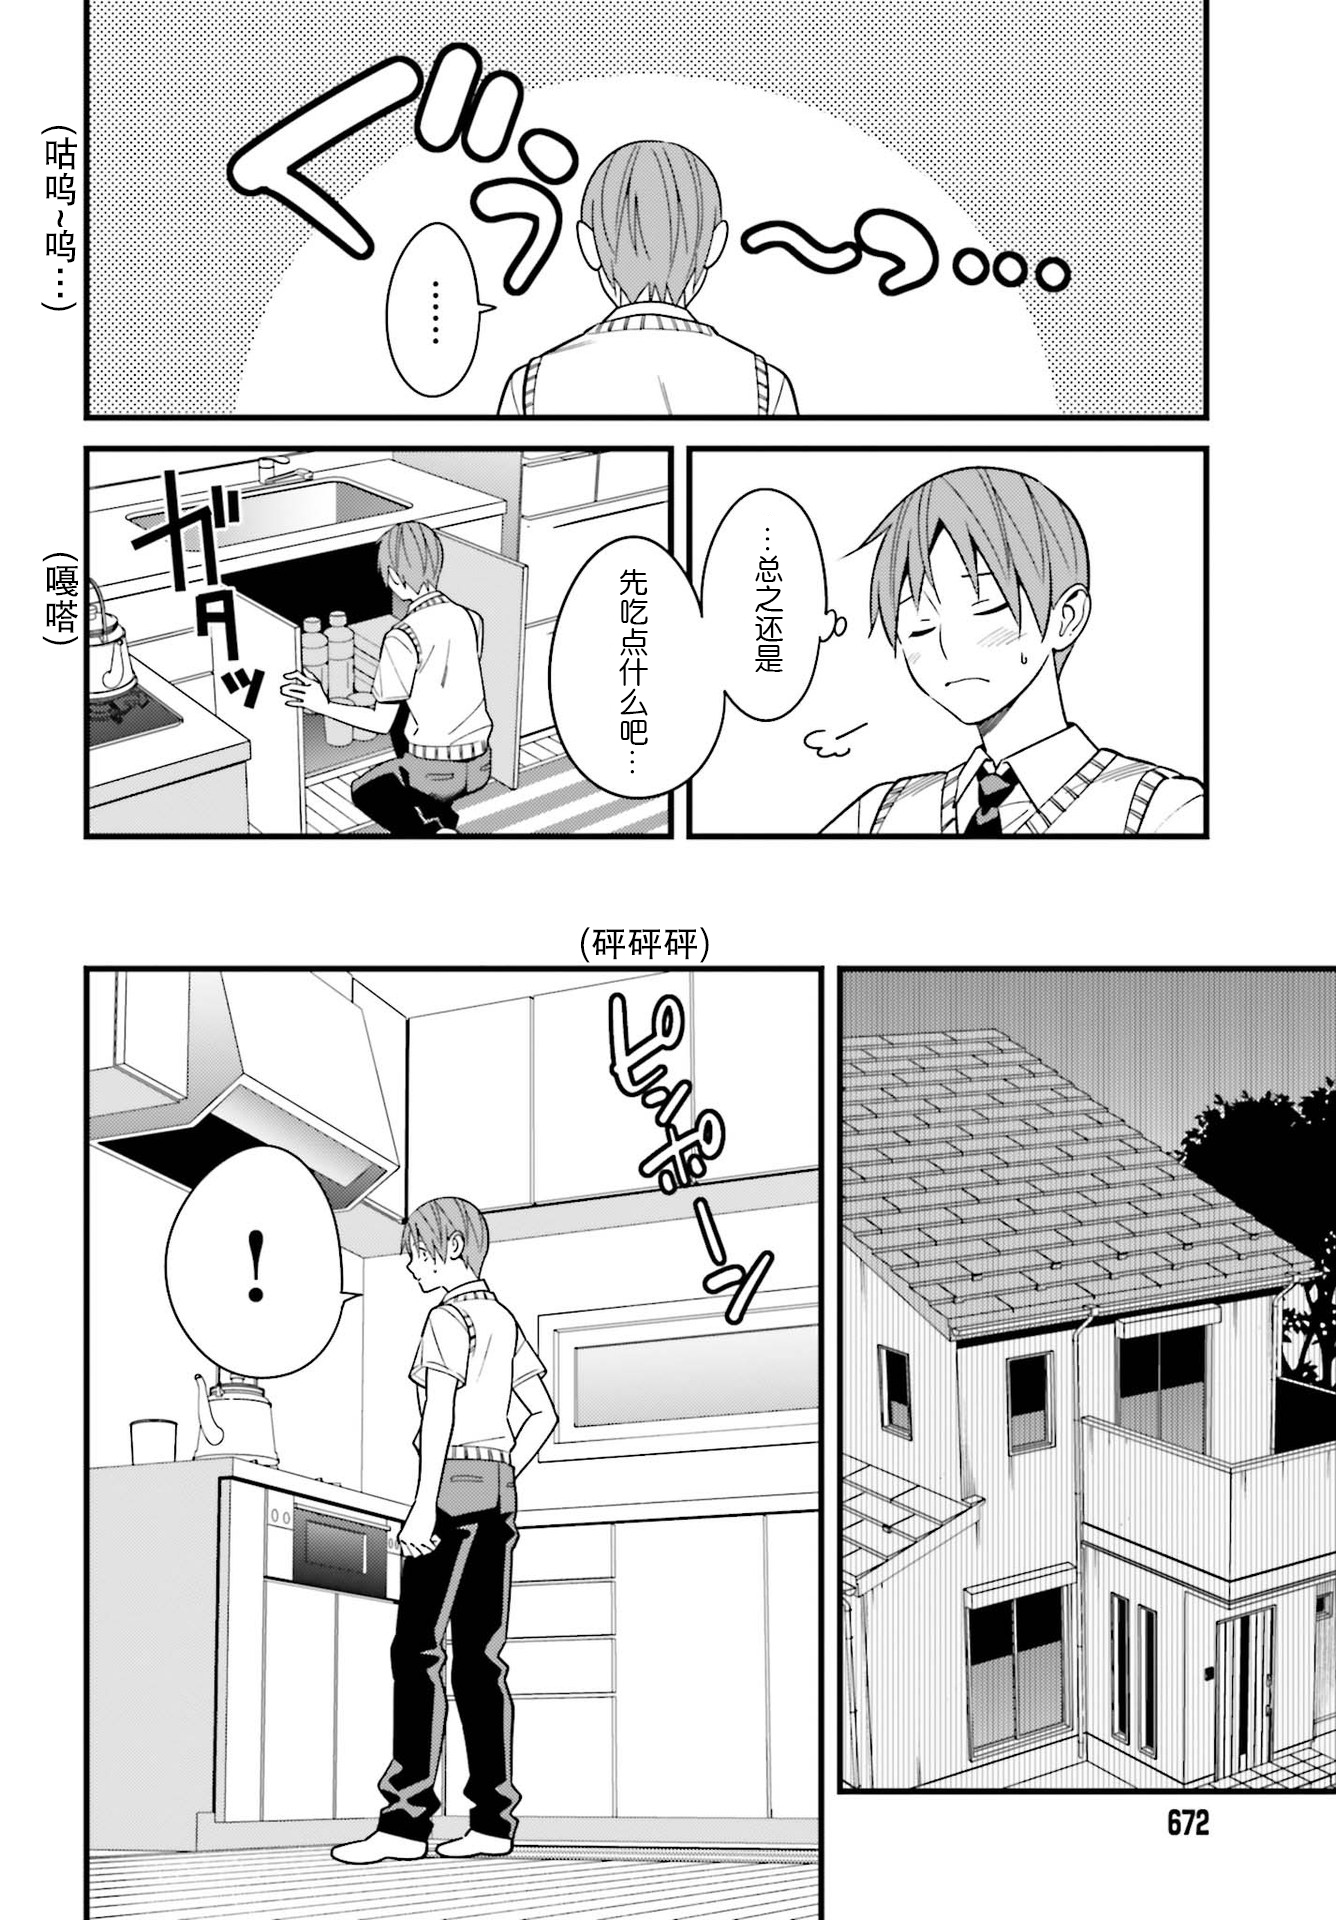 (咕呜~呜…)
ぐぅ〜っ…
……
…总之还是
先吃点什么吧…
(嘎嗒)
ガタッ
(砰砰砰)
ピンポーン
！
672